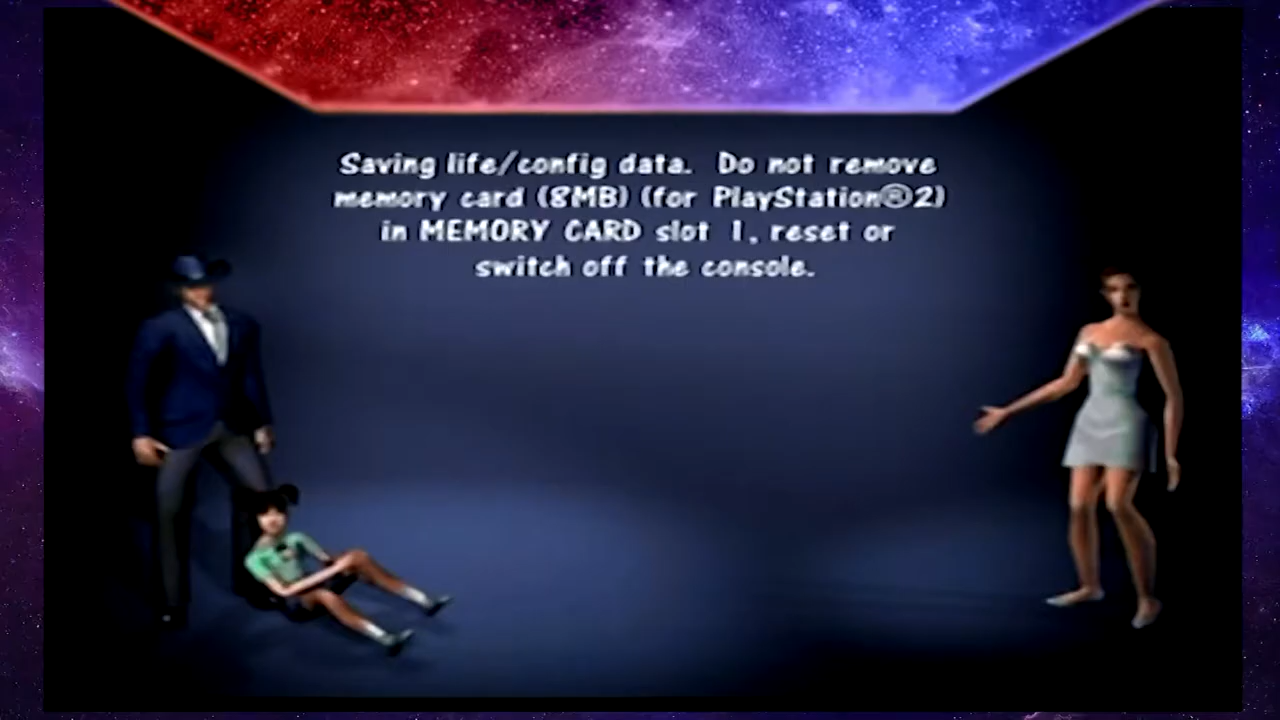 Saving life/config data. Do not remove
memory card (8MB) (for PlayStation®2)
in MEMORY CARD slot 1, reset or
switch off the console.